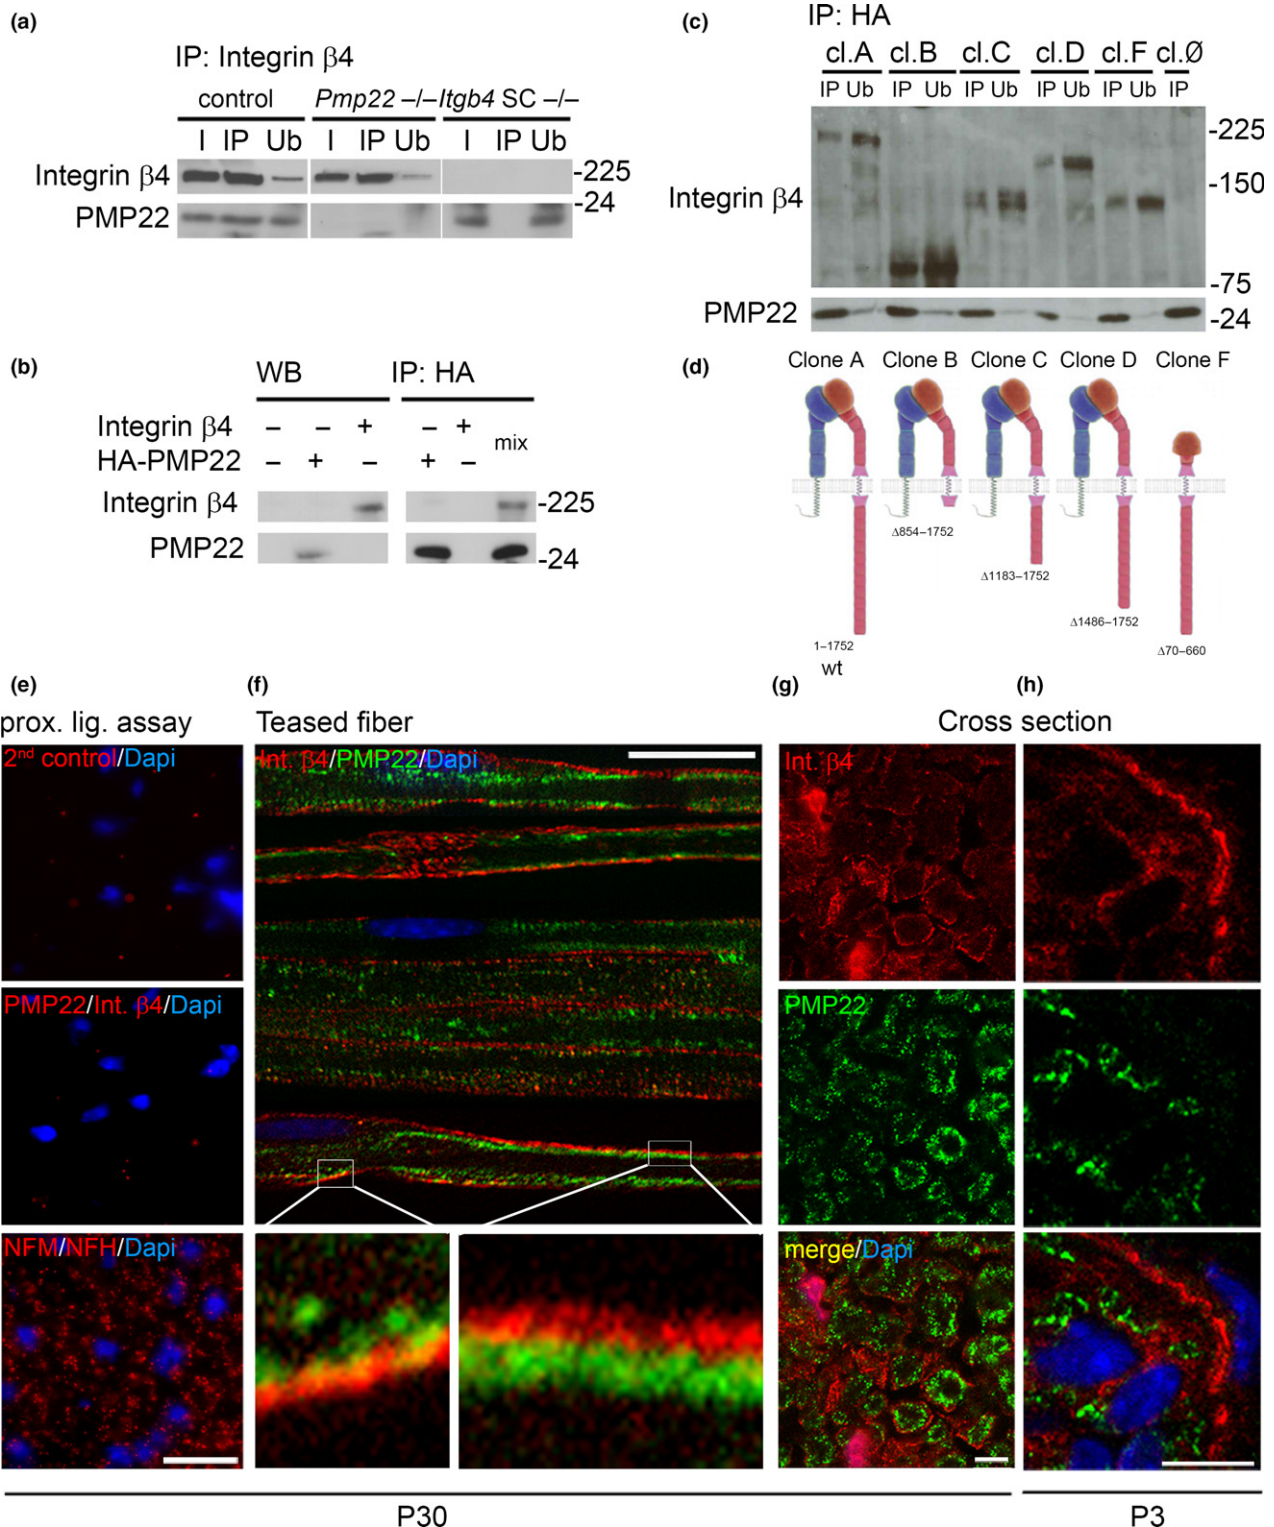 (a)
IP: Integrin β4
control Pmp22 –/– Itgb4 SC –/–
I IP Ub I IP Ub I IP Ub
Integrin β4 -225
-24
PMP22
(b)
WB IP: HA
Integrin β4 – – + – + mix
HA-PMP22 – + – + –
Integrin β4 -225
PMP22 -24
(c)
IP: HA
cl.A cl.B cl.C cl.D cl.F cl.Ø
IP Ub IP Ub IP Ub IP Ub IP Ub IP
-225
-150
Integrin β4
-75
PMP22 -24
(d)
Clone A Clone B Clone C Clone D Clone F
Δ854–1752
Δ1183–1752
Δ1486–1752
1–1752
wt
Δ70–660
(e)
prox. lig. assay
2nd control/Dapi
PMP22/Int. β4/Dapi
NFM/NFH/Dapi
(f)
Teased fiber
Int. β4/PMP22/Dapi
(g) (h)
Cross section
Int. β4
PMP22
merge/Dapi
P30 P3